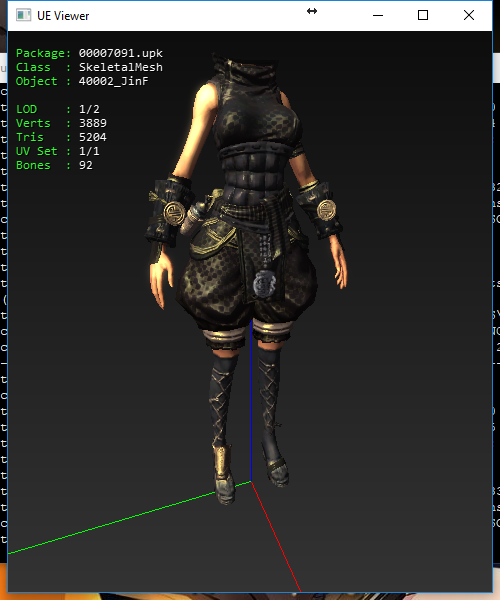 UE Viewer
Package: 00007091.upk
Class : SkeletalMesh
Object : 40002_JinF
LOD : 1/2
Verts : 3889
Tris : 5204
UV Set : 1/1
Bones : 92